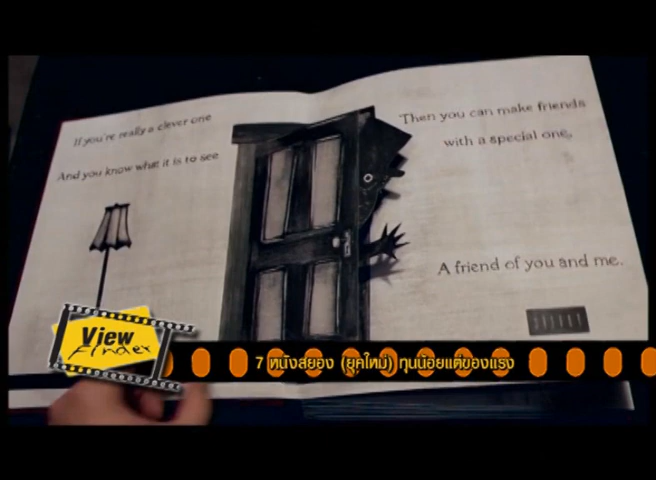 If you're really a clever one
And you know what it is to see
Then you can make friends
with a special one,
A friend of you and me.
View
Finder
7 หนังสยอง (ยุคใหม่) ทุนน้อยแต่ของแรง